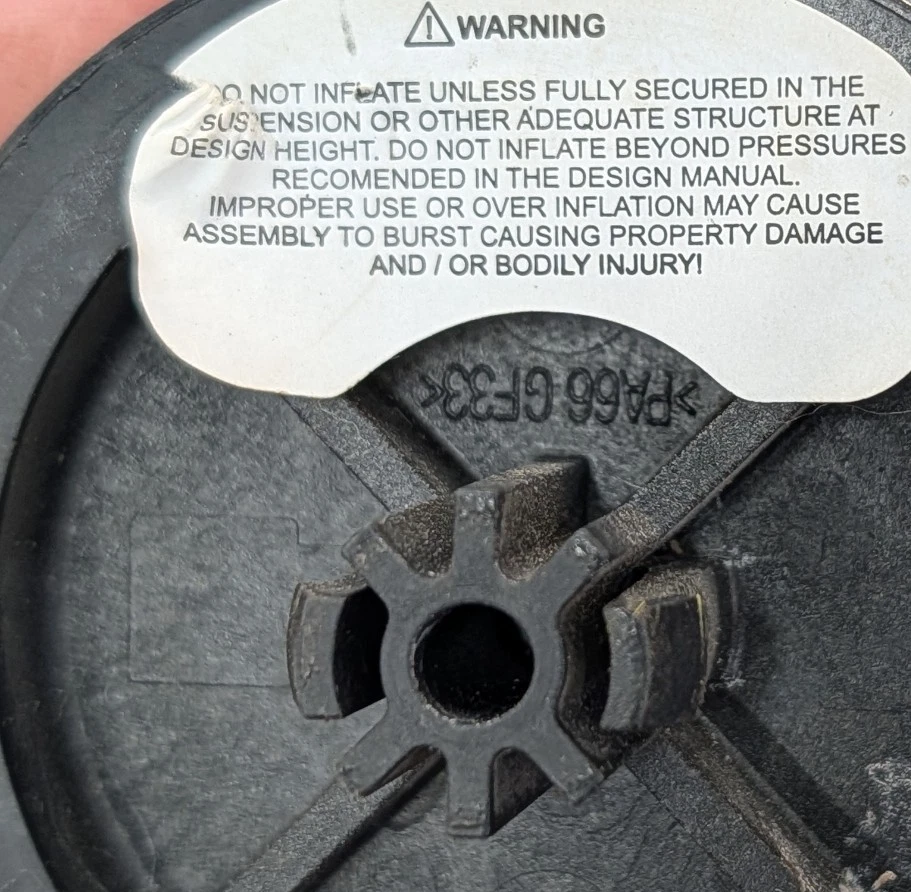 WARNING
DO NOT INFLATE UNLESS FULLY SECURED IN THE
SUSPENSION OR OTHER ADEQUATE STRUCTURE AT
DESIGN HEIGHT. DO NOT INFLATE BEYOND PRESSURES
RECOMENDED IN THE DESIGN MANUAL.
IMPROPER USE OR OVER INFLATION MAY CAUSE
ASSEMBLY TO BURST CAUSING PROPERTY DAMAGE
AND / OR BODILY INJURY!
>PA66 GF33<